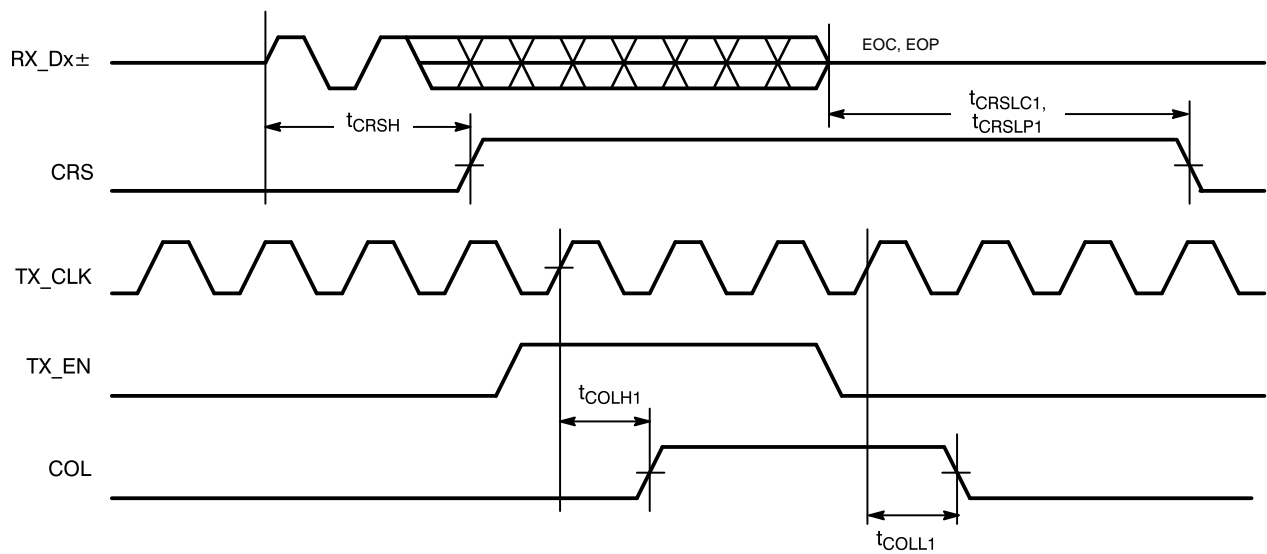 RX_Dx±
EOC, EOP
tCRSH
tCRSLC1,
tCRSLP1
CRS
TX_CLK
TX_EN
tCOLH1
COL
tCOLL1